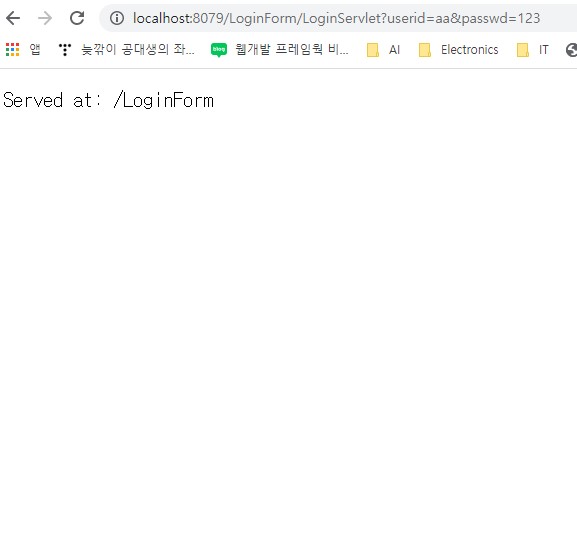 localhost:8079/LoginForm/LoginServlet?userid=aa&passwd=123
앱 늦깎이 공대생의 좌... blog 웹개발 프레임웍 비... AI Electronics IT
Served at: /LoginForm